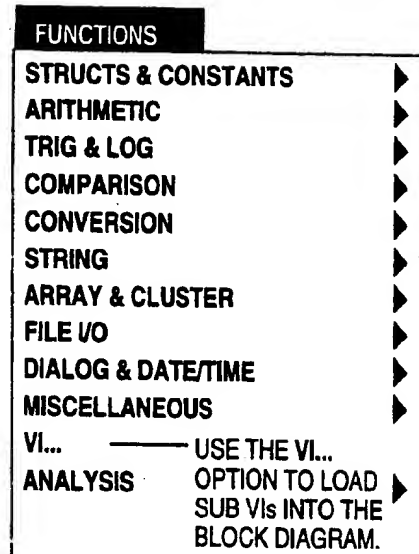 FUNCTIONS
STRUCTS & CONSTANTS
ARITHMETIC
TRIG & LOG
COMPARISON
CONVERSION
STRING
ARRAY & CLUSTER
FILE I/O
DIALOG & DATE/TIME
MISCELLANEOUS
VI... USE THE VI...
ANALYSIS OPTION TO LOAD
SUB VIs INTO THE
BLOCK DIAGRAM.